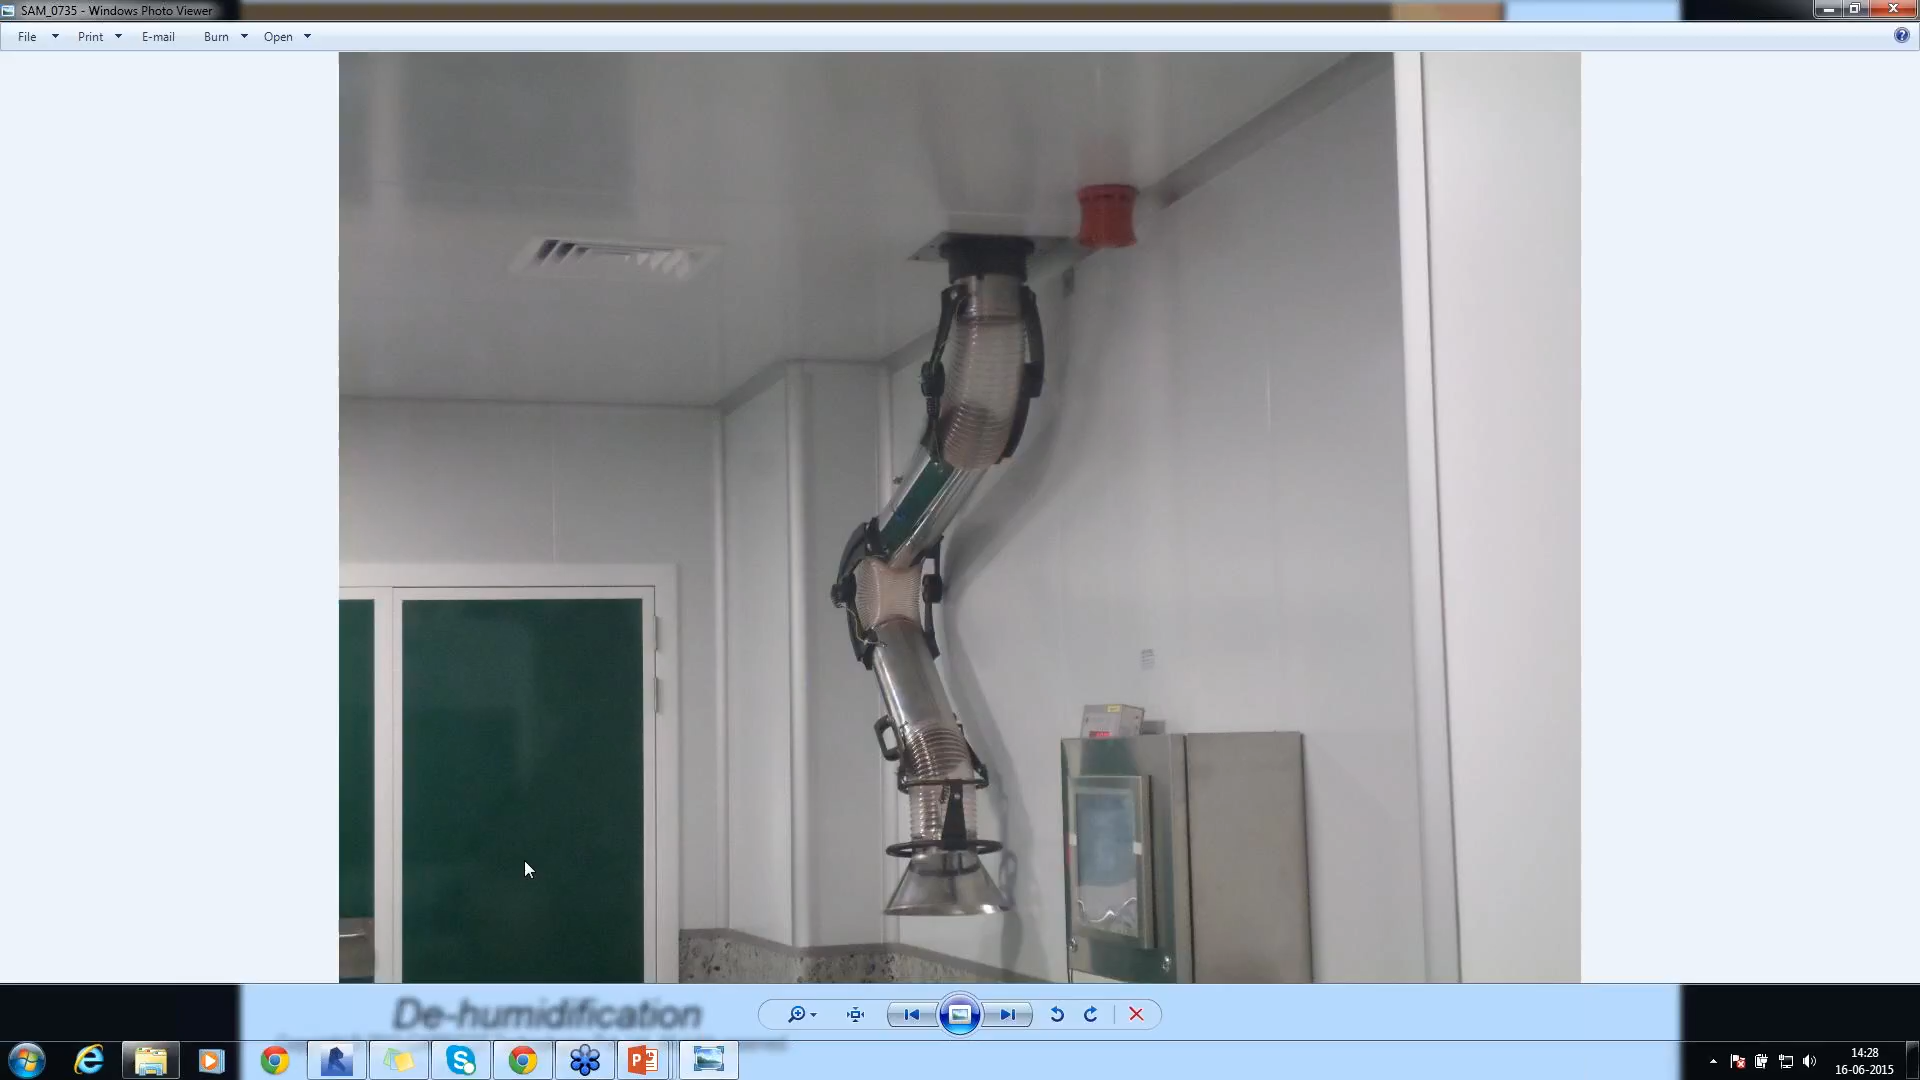 SAM_0735 - Windows Photo Viewer
File Print E-mail Burn Open
De-humidification
14:28
16-06-2015